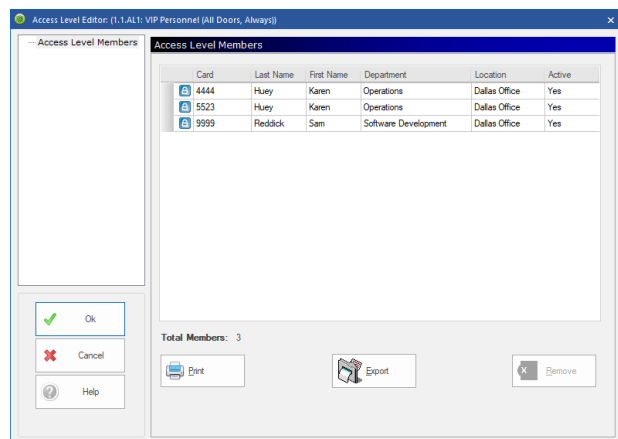 Access Level Editor: (1.1.AL1: VIP Personnel (All Doors, Always))
Access Level Members
Access Level Members
Card Last Name First Name Department Location Active
4444 Huey Karen Operations Dallas Office Yes
5523 Huey Karen Operations Dallas Office Yes
9999 Reddick Sam Software Development Dallas Office Yes
Ok
Cancel
Help
Total Members: 3
Print
Export
Remove